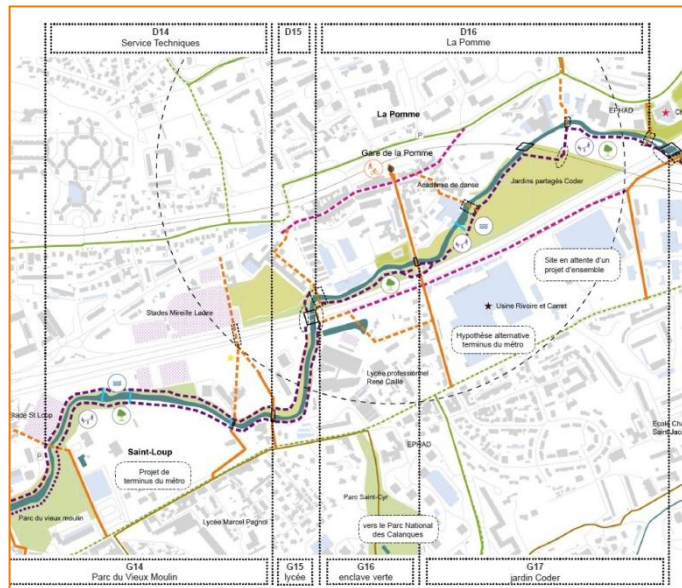 D14
Service Techniques
D15
D16
La Pomme
La Pomme
EPHAD
P
Gare de la Pomme
Académie de danse
Jardins partagés Coder
Site en attente d'un
projet d'ensemble
Stades Mireille Ladre
Usine Rivoire et Carret
Hypothèse alternative
terminus du métro
Lycée professionnel
René Caille
Stade St Loup
Saint-Loup
P
Projet de
terminus du métro
EPHAD
Parc Saint-Cyr
Parc du vieux moulin
Lycée Marcel Pagnol
vers le Parc National
des Calanques
G14
Parc du Vieux Moulin
G15
lycée
G16
enclave verte
G17
jardin Coder